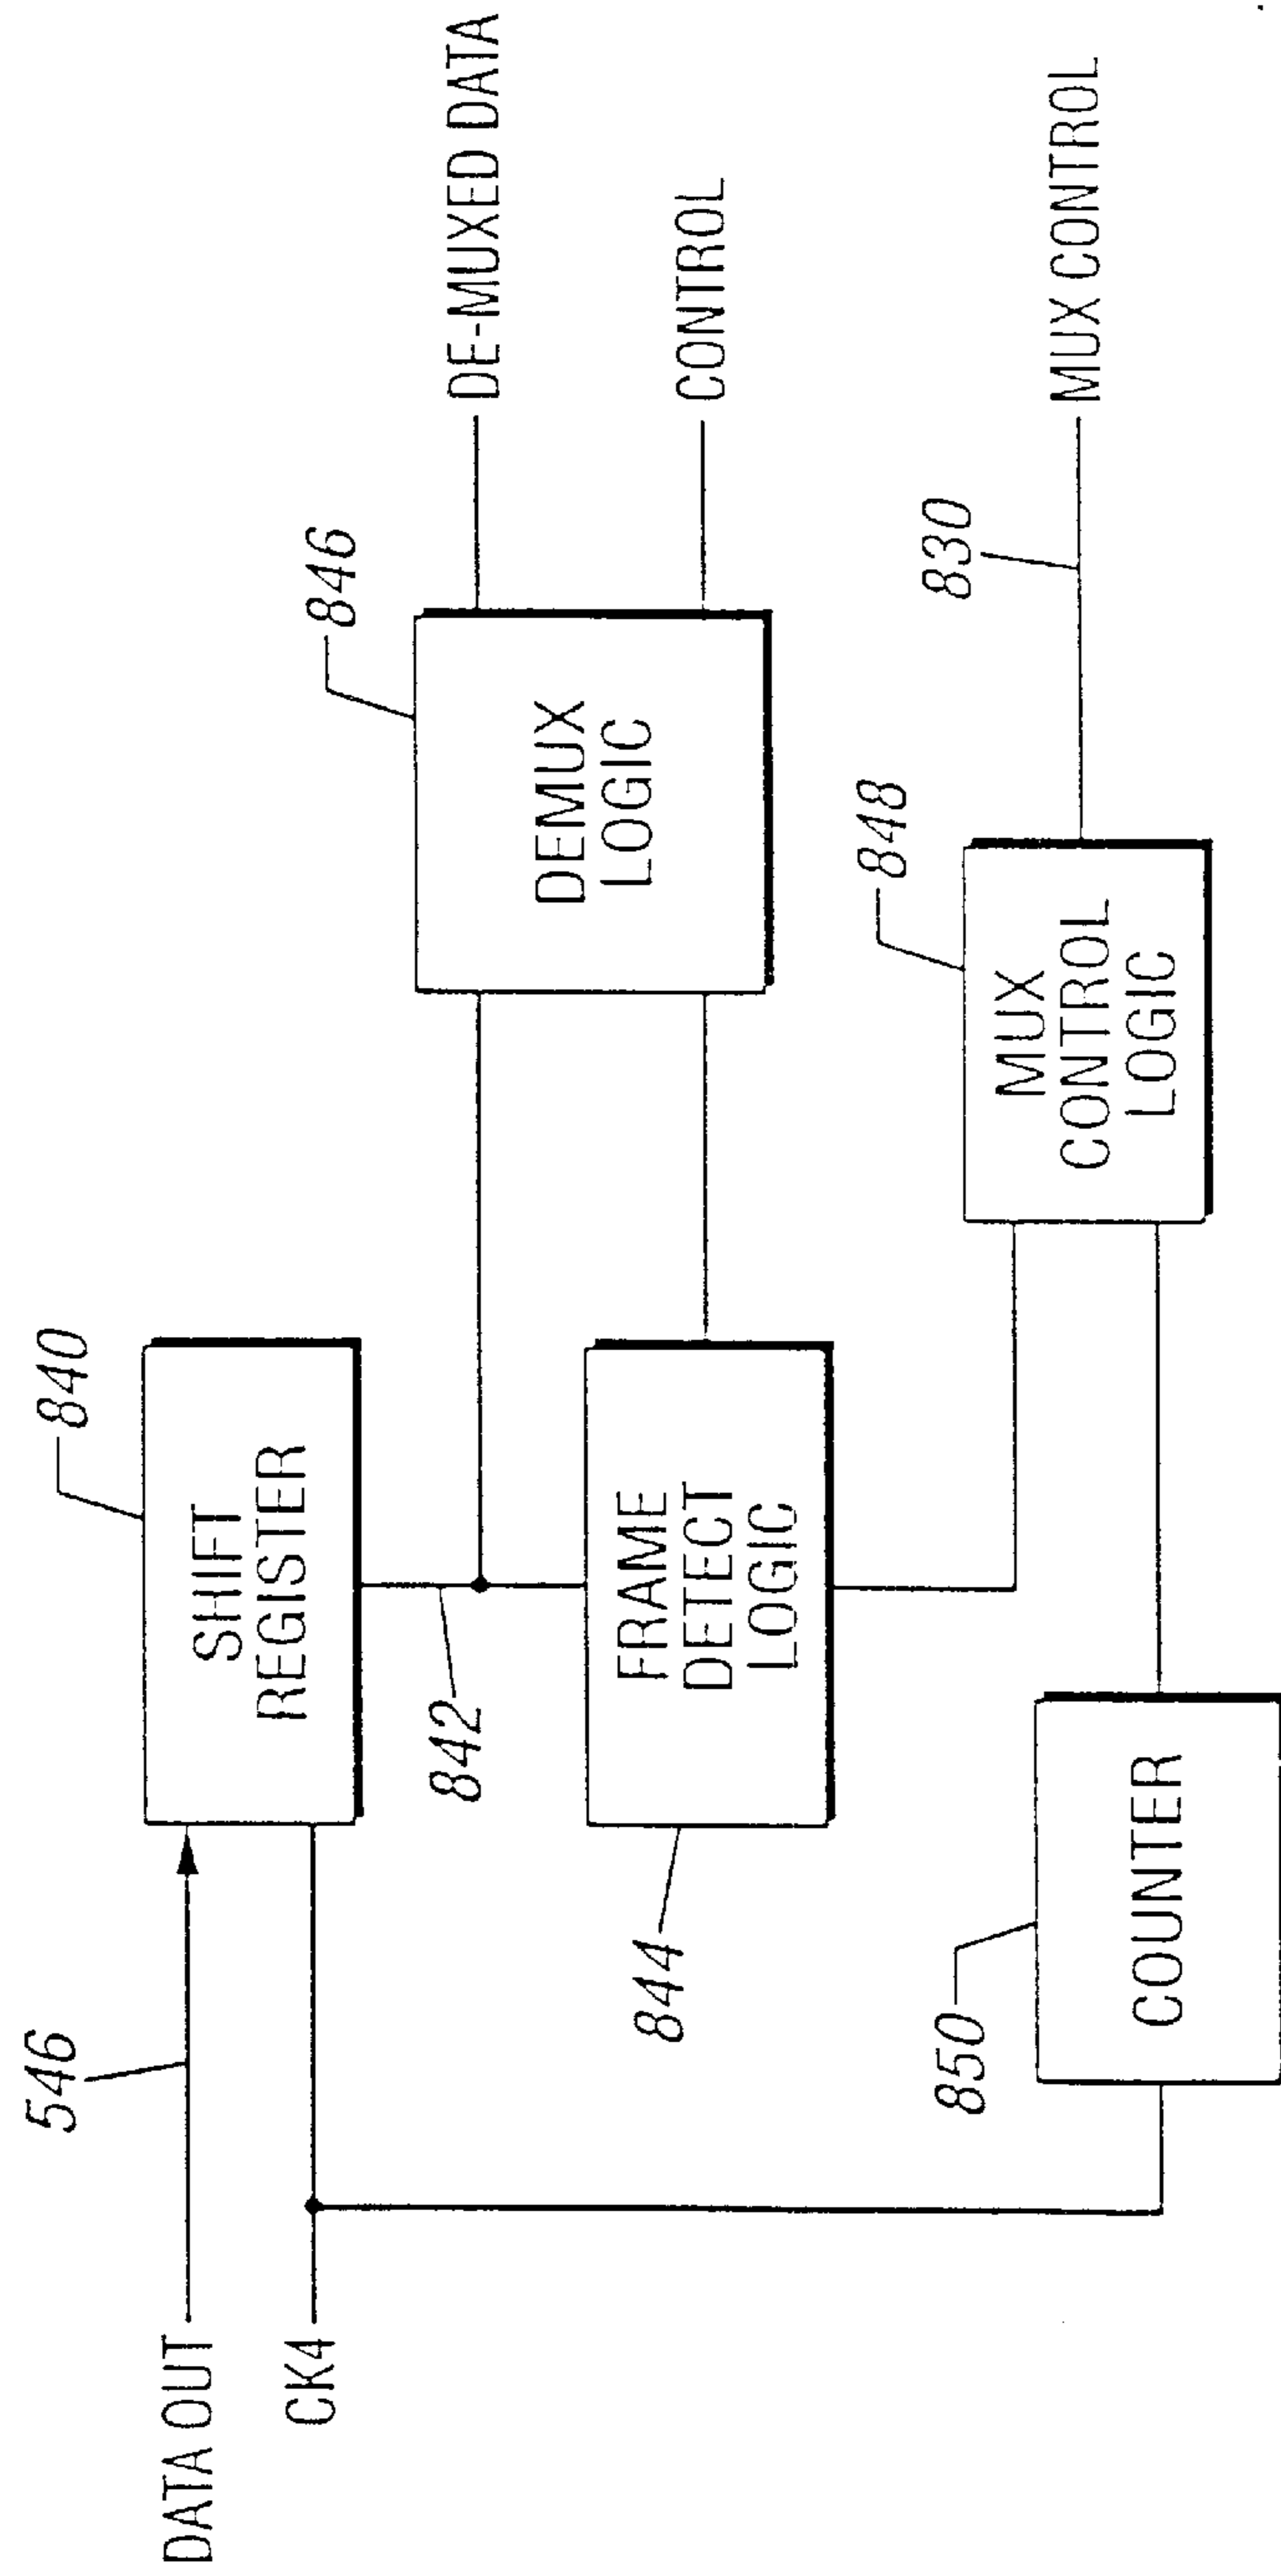 546
DATA OUT
CK4
840
SHIFT
REGISTER
842
844
FRAME
DETECT
LOGIC
846
DEMUX
LOGIC
DE-MUXED DATA
CONTROL
850
COUNTER
848
MUX
CONTROL
LOGIC
830
MUX CONTROL